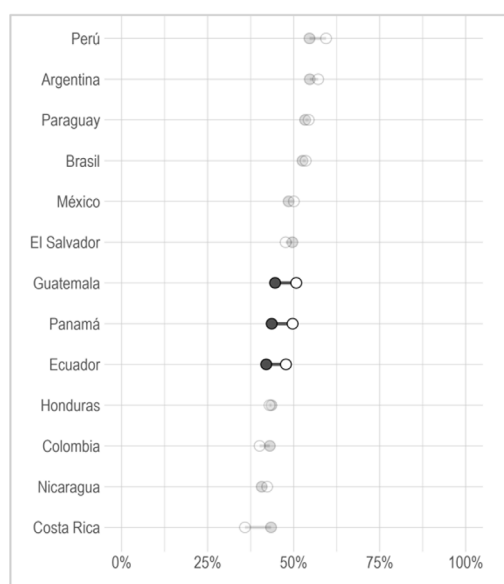 Perú
Argentina
Paraguay
Brasil
México
El Salvador
Guatemala
Panamá
Ecuador
Honduras
Colombia
Nicaragua
Costa Rica
0% 25% 50% 75% 100%